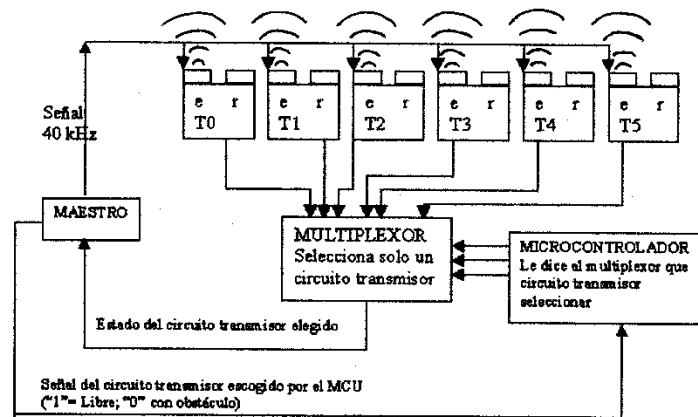 Señal
40 kHz
e r
T0
e r
T1
e r
T2
e r
T3
e r
T4
e r
T5
MAESTRO
MULTIPLEXOR
Selecciona solo un
circuito transmisor
MICROCONTROLADOR
Le dice al multiplexor que
circuito transmisor
seleccionar
Estado del circuito transmisor elegido
Señal del circuito transmisor escogido por el MCU
("1"= Libre; "0" con obstáculo)